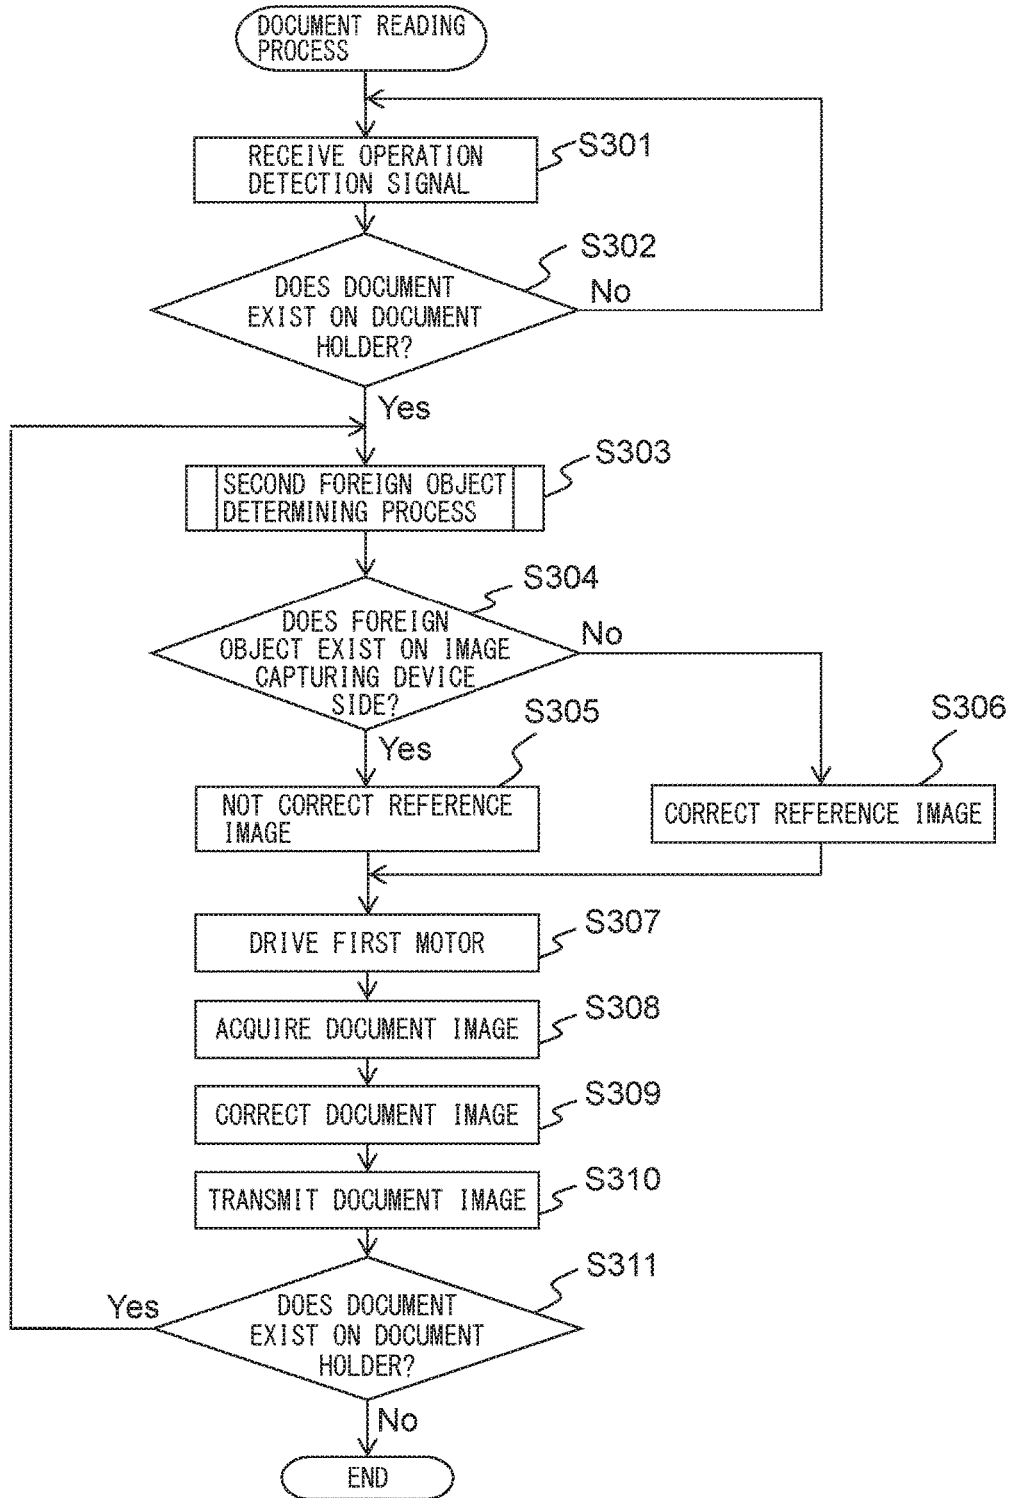 DOCUMENT READING
PROCESS
S301
RECEIVE OPERATION
DETECTION SIGNAL
S302
DOES DOCUMENT
EXIST ON DOCUMENT
HOLDER?
No
Yes
S303
SECOND FOREIGN OBJECT
DETERMINING PROCESS
S304
DOES FOREIGN
OBJECT EXIST ON IMAGE
CAPTURING DEVICE
SIDE?
No
Yes
S305
S306
NOT CORRECT REFERENCE
IMAGE
CORRECT REFERENCE IMAGE
S307
DRIVE FIRST MOTOR
S308
ACQUIRE DOCUMENT IMAGE
S309
CORRECT DOCUMENT IMAGE
S310
TRANSMIT DOCUMENT IMAGE
S311
Yes
DOES DOCUMENT
EXIST ON DOCUMENT
HOLDER?
No
END